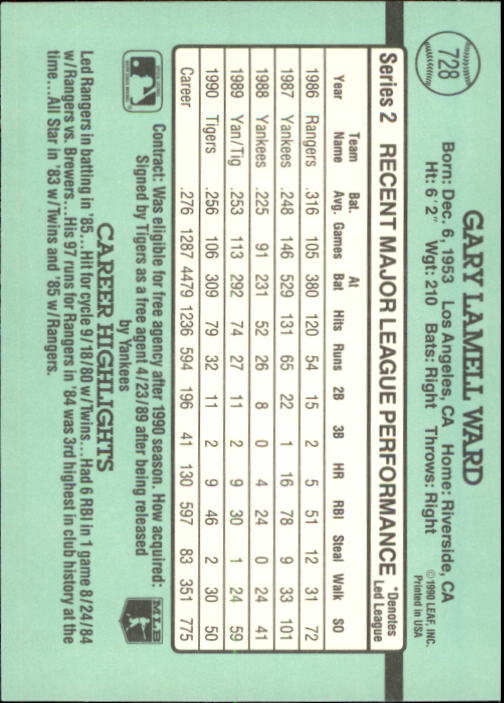 728
GARY LAMELL WARD
Born: Dec. 6, 1953 Los Angeles, CA Home: Riverside, CA
Ht: 6' 2" Wgt: 210 Bats: Right Throws: Right
©1990 LEAF, INC.
Printed in USA
Series 2 RECENT MAJOR LEAGUE PERFORMANCE *Denotes Led League
Year Team Name Bat. Avg. Games At Bat Hits Runs 2B 3B HR RBI Steal Walk SO
1986 Rangers .316 105 380 120 54 15 2 5 51 12 31 72
1987 Yankees .248 146 529 131 65 22 1 16 78 9 33 101
1988 Yankees .225 91 231 52 26 8 0 4 24 0 24 41
1989 Yan/Tig .253 113 292 74 27 11 2 9 30 1 24 59
1990 Tigers .256 106 309 79 32 11 2 9 46 2 30 50
Career .276 1287 4479 1236 594 196 41 130 597 83 351 775
Contract: Was eligible for free agency after 1990 season. How acquired:
Signed by Tigers as a free agent 4/23/89 after being released
by Yankees
MLB
CAREER HIGHLIGHTS
Led Rangers in batting in '85...Hit for cycle 9/18/80 w/Twins...Had 6 RBI in 1 game 8/24/84
w/Rangers vs. Brewers...His 97 runs for Rangers in '84 was 3rd highest in club history at the
time...All Star in '83 w/Twins and '85 w/Rangers.